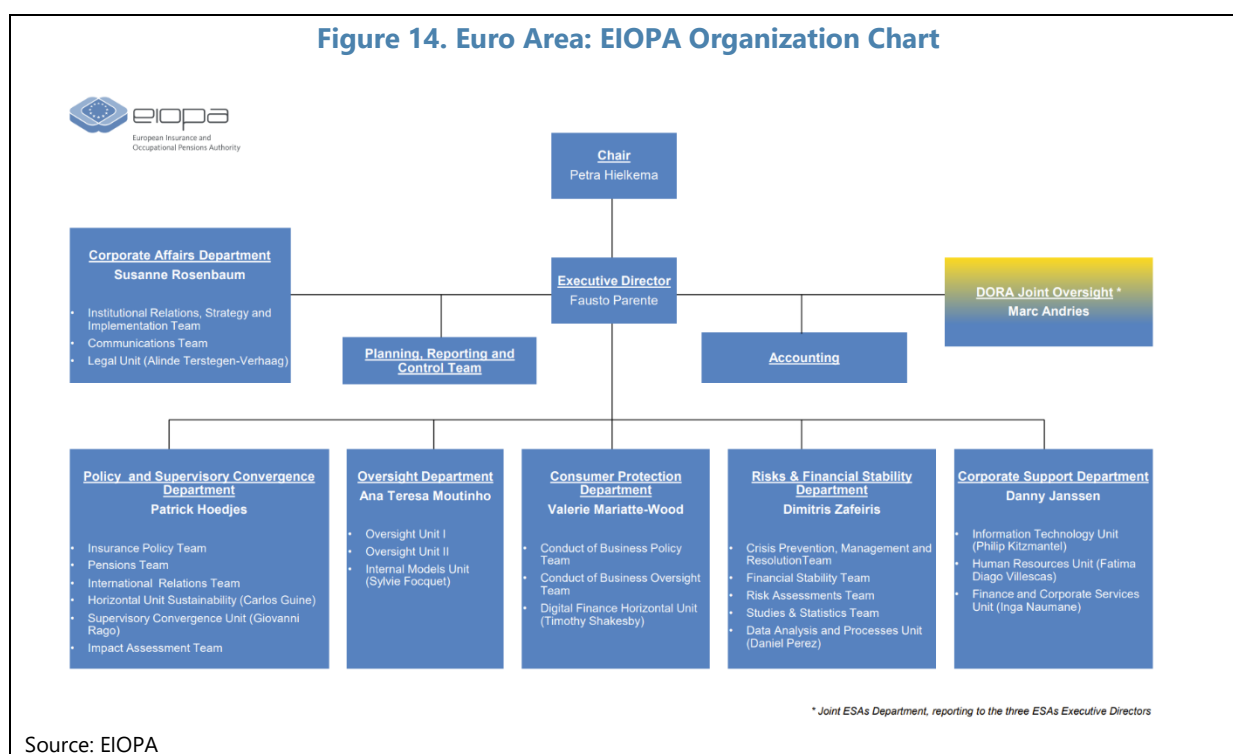 Figure 14. Euro Area: EIOPA Organization Chart
eiopa
European Insurance and
Occupational Pensions Authority
Chair
Petra Hielkema
Corporate Affairs Department
Susanne Rosenbaum
• Institutional Relations, Strategy and
Implementation Team
• Communications Team
• Legal Unit (Alinde Terstegen-Verhaag)
Executive Director
Fausto Parente
DORA Joint Oversight *
Marc Andries
Planning, Reporting and
Control Team
Accounting
Policy and Supervisory Convergence
Department
Patrick Hoedjes
• Insurance Policy Team
• Pensions Team
• International Relations Team
• Horizontal Unit Sustainability (Carlos Guine)
• Supervisory Convergence Unit (Giovanni
Rago)
• Impact Assessment Team
Oversight Department
Ana Teresa Moutinho
• Oversight Unit I
• Oversight Unit II
• Internal Models Unit
(Sylvie Focquet)
Consumer Protection
Department
Valerie Mariatte-Wood
• Conduct of Business Policy
Team
• Conduct of Business Oversight
Team
• Digital Finance Horizontal Unit
(Timothy Shakesby)
Risks & Financial Stability
Department
Dimitris Zafeiris
• Crisis Prevention, Management and
ResolutionTeam
• Financial Stability Team
• Risk Assessments Team
• Studies & Statistics Team
• Data Analysis and Processes Unit
(Daniel Perez)
Corporate Support Department
Danny Janssen
• Information Technology Unit
(Philip Kitzmantel)
• Human Resources Unit (Fatima
Diago Villescas)
• Finance and Corporate Services
Unit (Inga Naumane)
* Joint ESAs Department, reporting to the three ESAs Executive Directors
Source: EIOPA